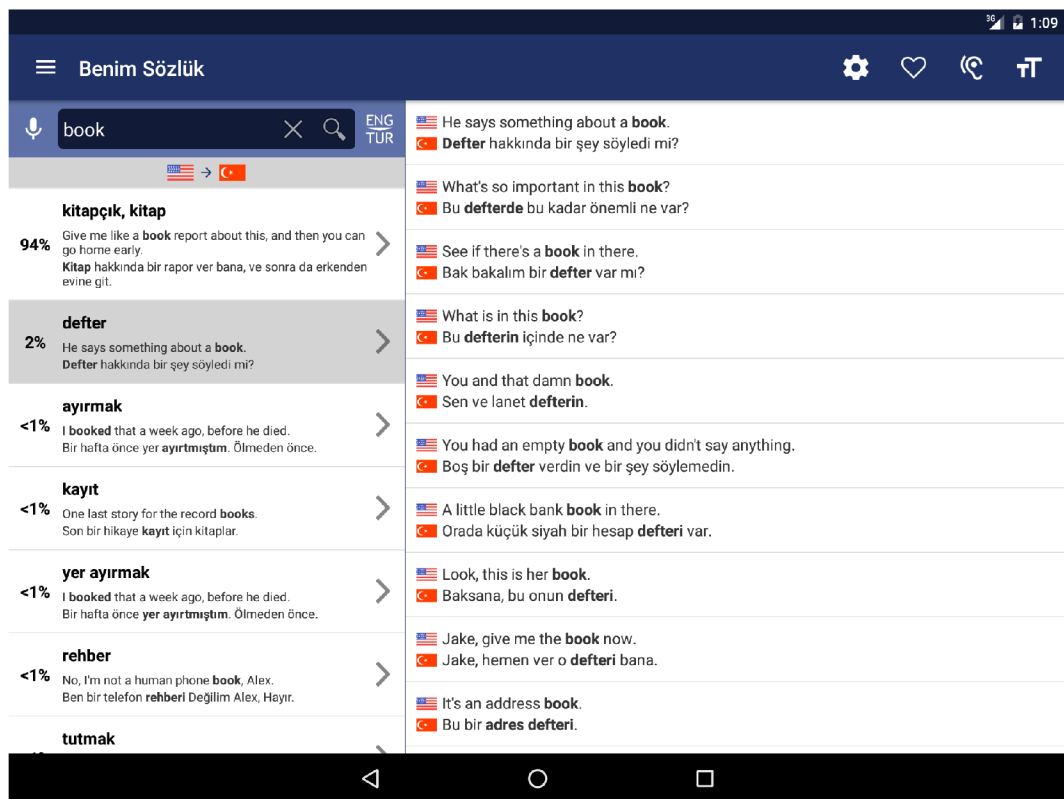 3G 1:09
Benim Sözlük
book
ENG
TUR
kitapçık, kitap
94%
Give me like a book report about this, and then you can
go home early.
Kitap hakkında bir rapor ver bana, ve sonra da erkenden
evine git.
defter
2%
He says something about a book.
Defter hakkında bir şey söyledi mi?
ayırmak
<1%
I booked that a week ago, before he died.
Bir hafta önce yer ayırtmıştım. Ölmeden önce.
kayıt
<1%
One last story for the record books.
Son bir hikaye kayıt için kitaplar.
yer ayırmak
<1%
I booked that a week ago, before he died.
Bir hafta önce yer ayırtmıştım. Ölmeden önce.
rehber
<1%
No, I'm not a human phone book, Alex.
Ben bir telefon rehberi Değilim Alex, Hayır.
tutmak
He says something about a book.
Defter hakkında bir şey söyledi mi?
What's so important in this book?
Bu defterde bu kadar önemli ne var?
See if there's a book in there.
Bak bakalım bir defter var mı?
What is in this book?
Bu defterin içinde ne var?
You and that damn book.
Sen ve lanet defterin.
You had an empty book and you didn't say anything.
Boş bir defter verdin ve bir şey söylemedin.
A little black bank book in there.
Orada küçük siyah bir hesap defteri var.
Look, this is her book.
Baksana, bu onun defteri.
Jake, give me the book now.
Jake, hemen ver o defteri bana.
It's an address book.
Bu bir adres defteri.